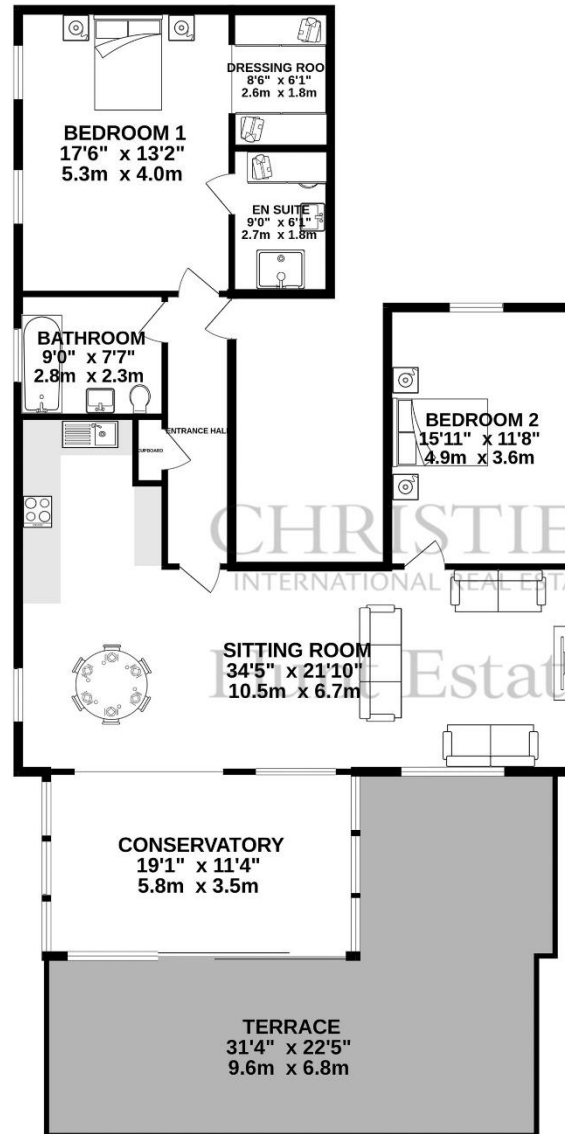 DRESSING ROO
8'6" x 6'1"
2.6m x 1.8m
BEDROOM 1
17'6" x 13'2"
5.3m x 4.0m
EN SUITE
9'0" x 6'1"
2.7m x 1.8m
BATHROOM
9'0" x 7'7"
2.8m x 2.3m
ENTRANCE HALL
CUPBOARD
BEDROOM 2
15'11" x 11'8"
4.9m x 3.6m
CHRISTIE
INTERNATIONAL REAL ESTA
Hunt Estat
SITTING ROOM
34'5" x 21'10"
10.5m x 6.7m
CONSERVATORY
19'1" x 11'4"
5.8m x 3.5m
TERRACE
31'4" x 22'5"
9.6m x 6.8m